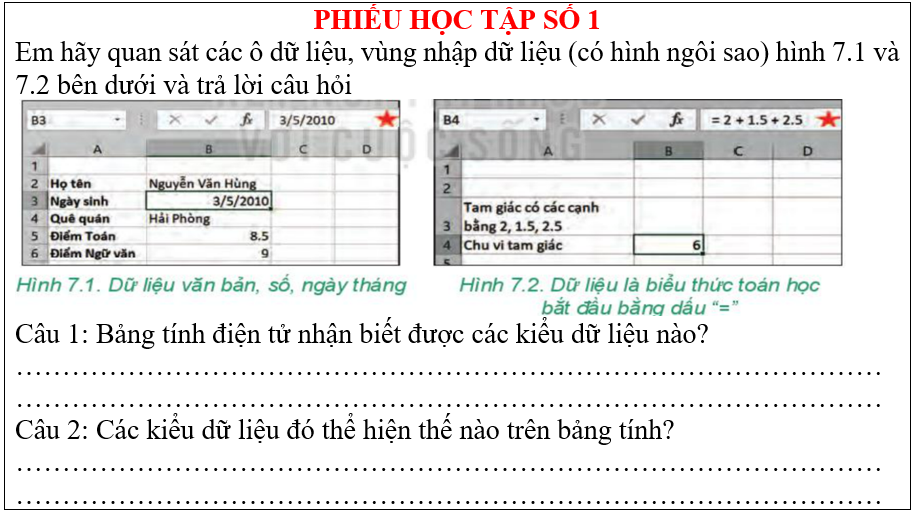 PHIẾU HỌC TẬP SỐ 1
Em hãy quan sát các ô dữ liệu, vùng nhập dữ liệu (có hình ngôi sao) hình 7.1 và
7.2 bên dưới và trả lời câu hỏi
B3 fx 3/5/2010
A B C D
1
2 Họ tên Nguyễn Văn Hùng
3 Ngày sinh 3/5/2010
4 Quê quán Hải Phòng
5 Điểm Toán 8.5
6 Điểm Ngữ văn 9
Hình 7.1. Dữ liệu văn bản, số, ngày tháng
B4 fx = 2 + 1.5 + 2.5
A B C D
1
2
Tam giác có các cạnh
3 bằng 2, 1.5, 2.5
4 Chu vi tam giác 6
5
Hình 7.2. Dữ liệu là biểu thức toán học
bắt đầu bằng dấu “=”
VỚI CUỘC SỐNG
Câu 1: Bảng tính điện tử nhận biết được các kiểu dữ liệu nào?
Câu 2: Các kiểu dữ liệu đó thể hiện thế nào trên bảng tính?